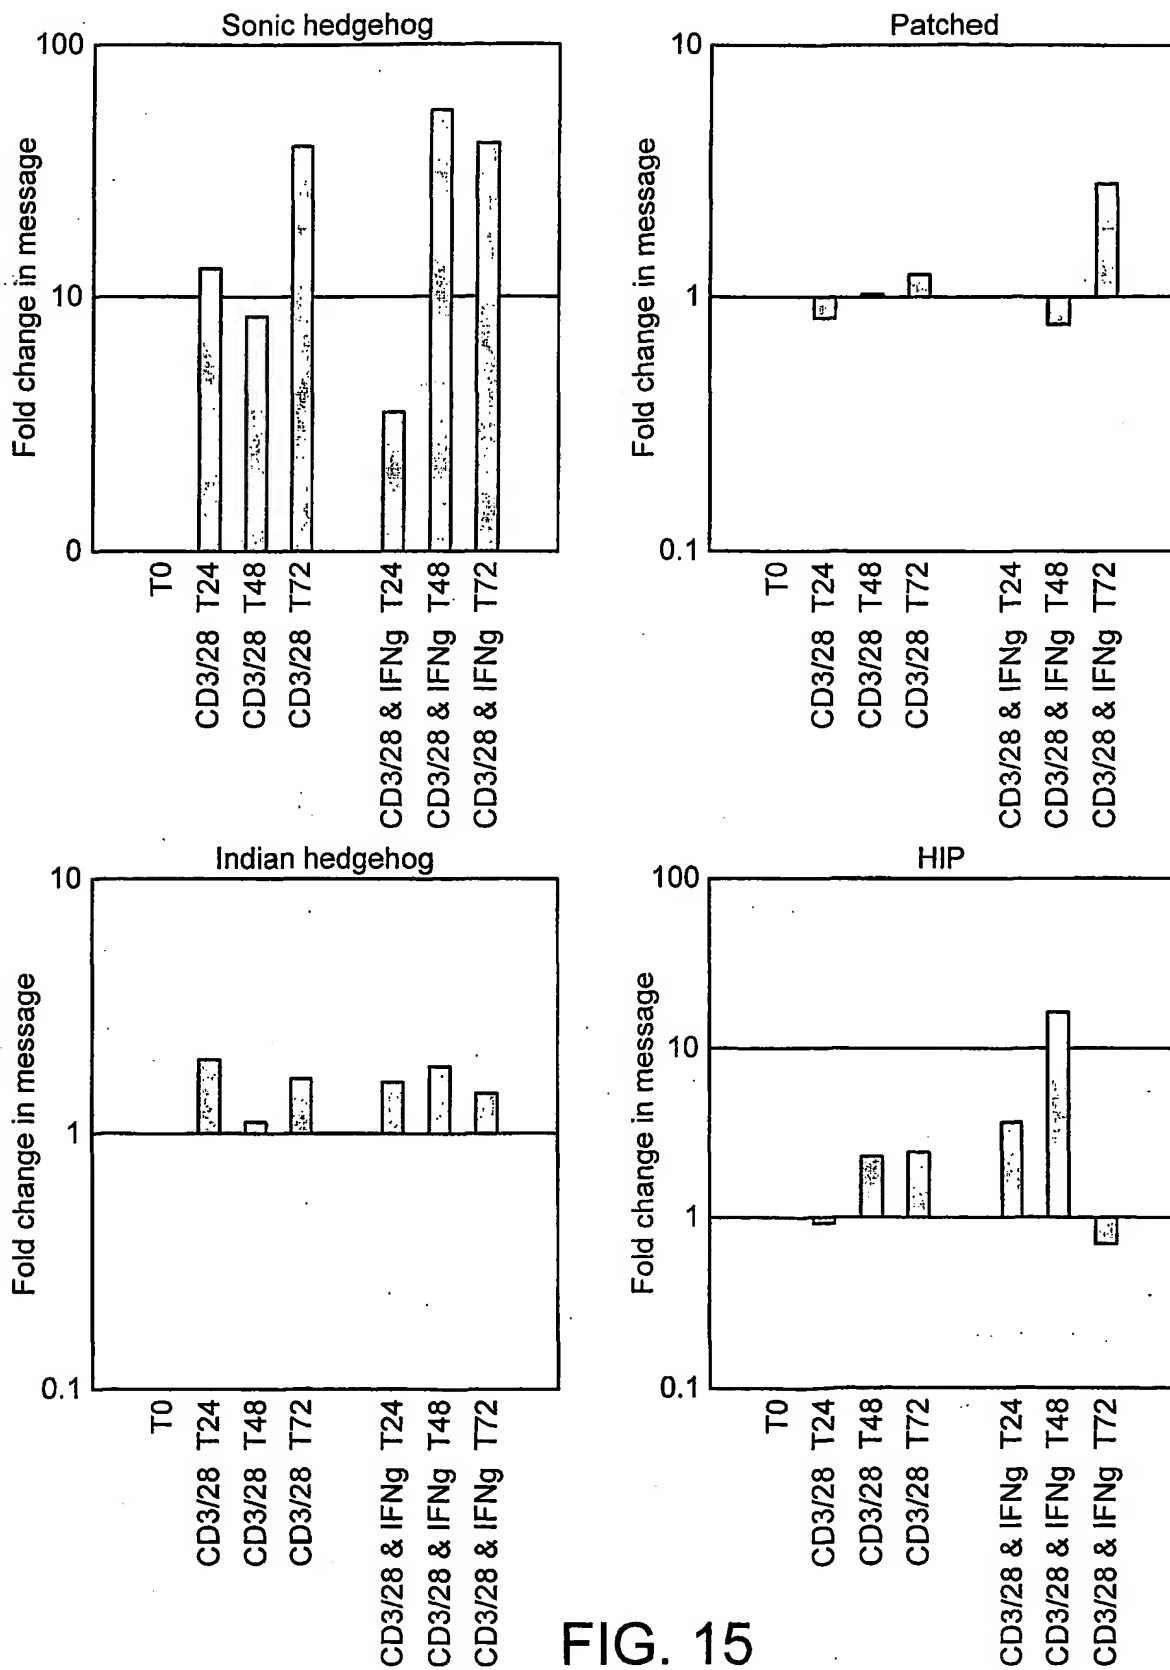 Sonic hedgehog
Fold change in message
100
10
0
T0
CD3/28 T24
CD3/28 T48
CD3/28 T72
CD3/28 & IFNg T24
CD3/28 & IFNg T48
CD3/28 & IFNg T72
Patched
Fold change in message
10
1
0.1
T0
CD3/28 T24
CD3/28 T48
CD3/28 T72
CD3/28 & IFNg T24
CD3/28 & IFNg T48
CD3/28 & IFNg T72
Indian hedgehog
Fold change in message
10
1
0.1
T0
CD3/28 T24
CD3/28 T48
CD3/28 T72
CD3/28 & IFNg T24
CD3/28 & IFNg T48
CD3/28 & IFNg T72
HIP
Fold change in message
100
10
1
0.1
T0
CD3/28 T24
CD3/28 T48
CD3/28 T72
CD3/28 & IFNg T24
CD3/28 & IFNg T48
CD3/28 & IFNg T72
FIG. 15